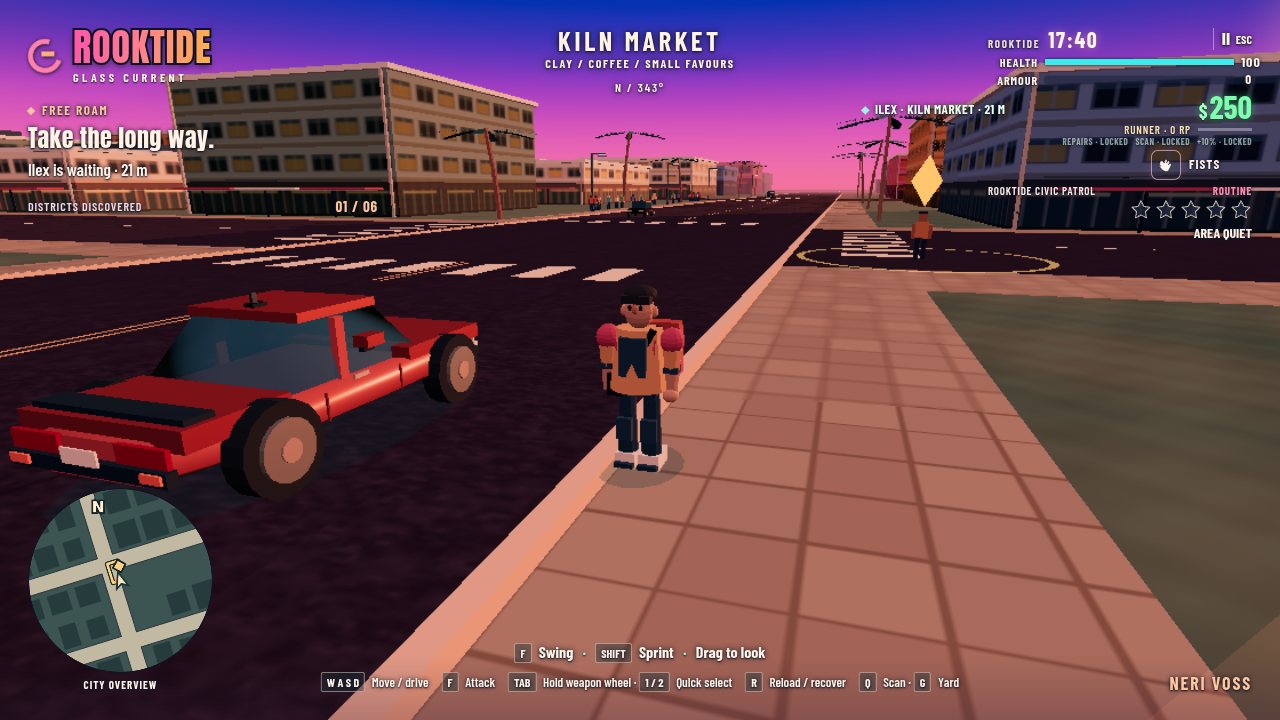 ROOKTIDE
GLASS CURRENT
FREE ROAM
Take the long way.
Ilex is waiting · 21 m
DISTRICTS DISCOVERED 01 / 06
KILN MARKET
CLAY / COFFEE / SMALL FAVOURS
N / 343°
ROOKTIDE 17:40
ESC
HEALTH 100
ARMOUR 0
ILEX · KILN MARKET · 21 M
$250
RUNNER · 0 RP
REPAIRS · LOCKED SCAN · LOCKED +10% · LOCKED
FISTS
ROOKTIDE CIVIC PATROL ROUTINE
AREA QUIET
N
CITY OVERVIEW
F Swing · SHIFT Sprint · Drag to look
W A S D Move / drive F Attack TAB Hold weapon wheel · 1 / 2 Quick select R Reload / recover Q Scan · G Yard
NERI VOSS